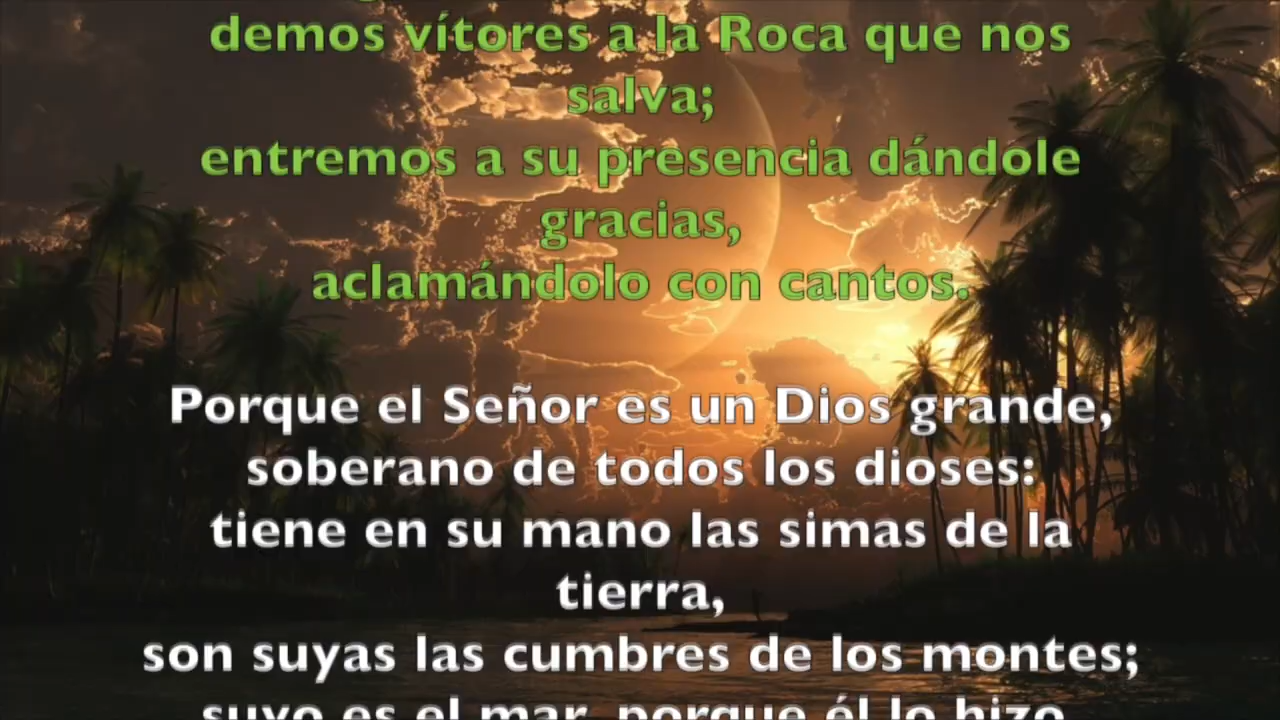 demos vítores a la Roca que nos
salva;
entremos a su presencia dándole
gracias,
aclamándolo con cantos.
Porque el Señor es un Dios grande,
soberano de todos los dioses:
tiene en su mano las simas de la
tierra,
son suyas las cumbres de los montes;
suyo es el mar, porque él lo hizo